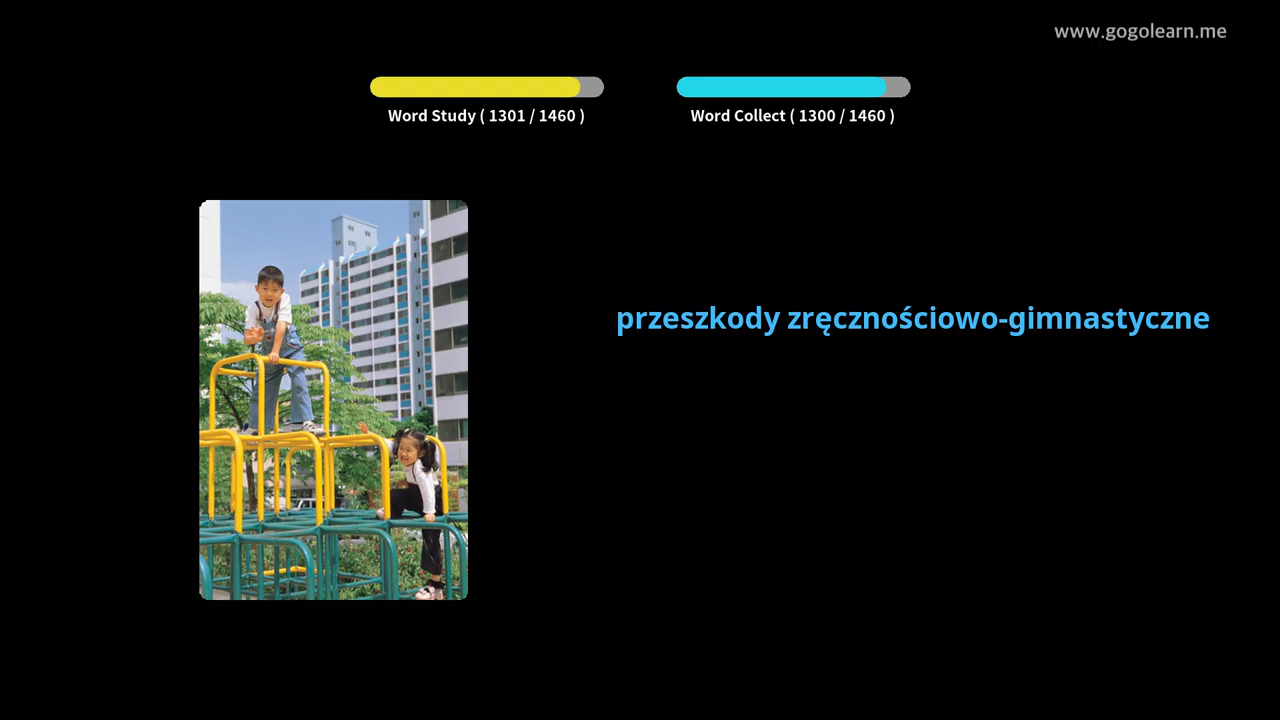 www.gogolearn.me
Word Study ( 1301 / 1460 )
Word Collect ( 1300 / 1460 )
przeszkody zręcznościowo-gimnastyczne